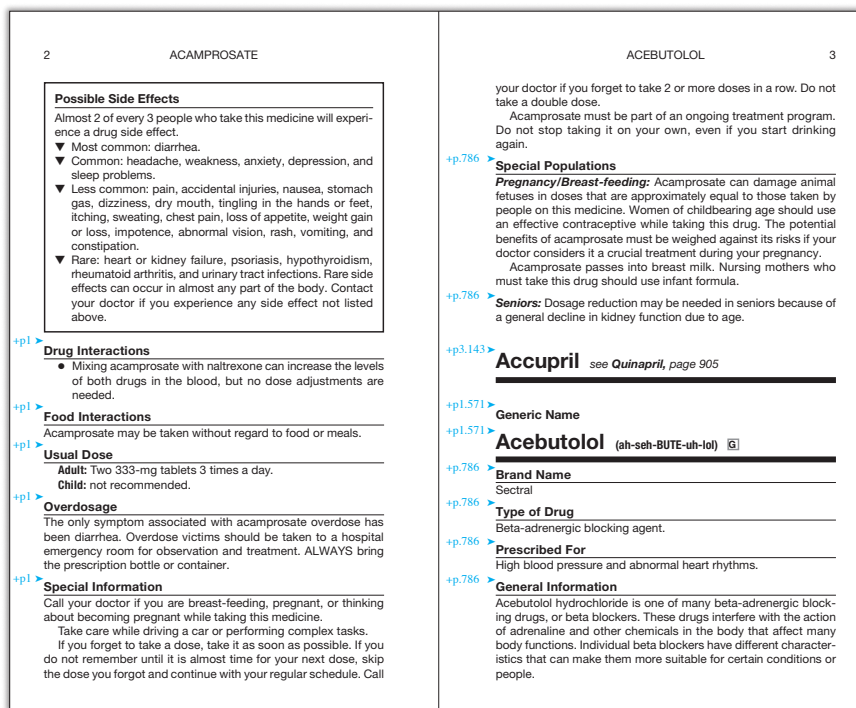 2 ACAMPROSATE
Possible Side Effects
Almost 2 of every 3 people who take this medicine will experi-
ence a drug side effect.
▼ Most common: diarrhea.
▼ Common: headache, weakness, anxiety, depression, and
sleep problems.
▼ Less common: pain, accidental injuries, nausea, stomach
gas, dizziness, dry mouth, tingling in the hands or feet,
itching, sweating, chest pain, loss of appetite, weight gain
or loss, impotence, abnormal vision, rash, vomiting, and
constipation.
▼ Rare: heart or kidney failure, psoriasis, hypothyroidism,
rheumatoid arthritis, and urinary tract infections. Rare side
effects can occur in almost any part of the body. Contact
your doctor if you experience any side effect not listed
above.
+p1 ➤
Drug Interactions
● Mixing acamprosate with naltrexone can increase the levels
of both drugs in the blood, but no dose adjustments are
needed.
+p1 ➤
Food Interactions
Acamprosate may be taken without regard to food or meals.
+p1 ➤
Usual Dose
Adult: Two 333-mg tablets 3 times a day.
Child: not recommended.
+p1 ➤
Overdosage
The only symptom associated with acamprosate overdose has
been diarrhea. Overdose victims should be taken to a hospital
emergency room for observation and treatment. ALWAYS bring
the prescription bottle or container.
+p1 ➤
Special Information
Call your doctor if you are breast-feeding, pregnant, or thinking
about becoming pregnant while taking this medicine.
Take care while driving a car or performing complex tasks.
If you forget to take a dose, take it as soon as possible. If you
do not remember until it is almost time for your next dose, skip
the dose you forgot and continue with your regular schedule. Call
ACEBUTOLOL 3
your doctor if you forget to take 2 or more doses in a row. Do not
take a double dose.
Acamprosate must be part of an ongoing treatment program.
Do not stop taking it on your own, even if you start drinking
again.
+p.786 ➤
Special Populations
Pregnancy/Breast-feeding: Acamprosate can damage animal
fetuses in doses that are approximately equal to those taken by
people on this medicine. Women of childbearing age should use
an effective contraceptive while taking this drug. The potential
benefits of acamprosate must be weighed against its risks if your
doctor considers it a crucial treatment during your pregnancy.
Acamprosate passes into breast milk. Nursing mothers who
must take this drug should use infant formula.
+p.786 ➤
Seniors: Dosage reduction may be needed in seniors because of
a general decline in kidney function due to age.
+p3.143 ➤
Accupril see Quinapril, page 905
+p1.571 ➤
Generic Name
+p1.571 ➤
Acebutolol (ah-seh-BUTE-uh-lol) G
+p.786 ➤
Brand Name
Sectral
+p.786 ➤
Type of Drug
Beta-adrenergic blocking agent.
+p.786 ➤
Prescribed For
High blood pressure and abnormal heart rhythms.
+p.786 ➤
General Information
Acebutolol hydrochloride is one of many beta-adrenergic block-
ing drugs, or beta blockers. These drugs interfere with the action
of adrenaline and other chemicals in the body that affect many
body functions. Individual beta blockers have different character-
istics that can make them more suitable for certain conditions or
people.